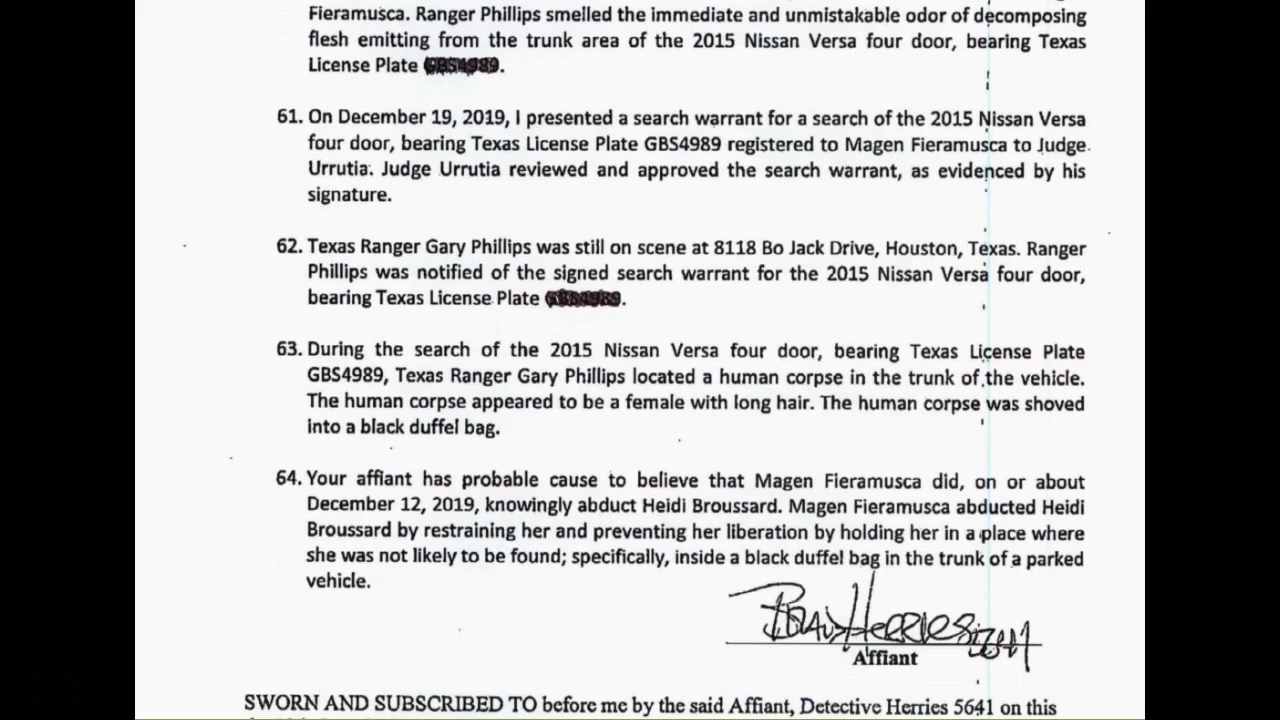 Fieramusca. Ranger Phillips smelled the immediate and unmistakable odor of decomposing
flesh emitting from the trunk area of the 2015 Nissan Versa four door, bearing Texas
License Plate .
61. On December 19, 2019, I presented a search warrant for a search of the 2015 Nissan Versa
four door, bearing Texas License Plate GBS4989 registered to Magen Fieramusca to Judge
Urrutia. Judge Urrutia reviewed and approved the search warrant, as evidenced by his
signature.
62. Texas Ranger Gary Phillips was still on scene at 8118 Bo Jack Drive, Houston, Texas. Ranger
Phillips was notified of the signed search warrant for the 2015 Nissan Versa four door,
bearing Texas License Plate .
63. During the search of the 2015 Nissan Versa four door, bearing Texas License Plate
GBS4989, Texas Ranger Gary Phillips located a human corpse in the trunk of the vehicle.
The human corpse appeared to be a female with long hair. The human corpse was shoved
into a black duffel bag.
64. Your affiant has probable cause to believe that Magen Fieramusca did, on or about
December 12, 2019, knowingly abduct Heidi Broussard. Magen Fieramusca abducted Heidi
Broussard by restraining her and preventing her liberation by holding her in a place where
she was not likely to be found; specifically, inside a black duffel bag in the trunk of a parked
vehicle.
Affiant
SWORN AND SUBSCRIBED TO before me by the said Affiant, Detective Herries 5641 on this